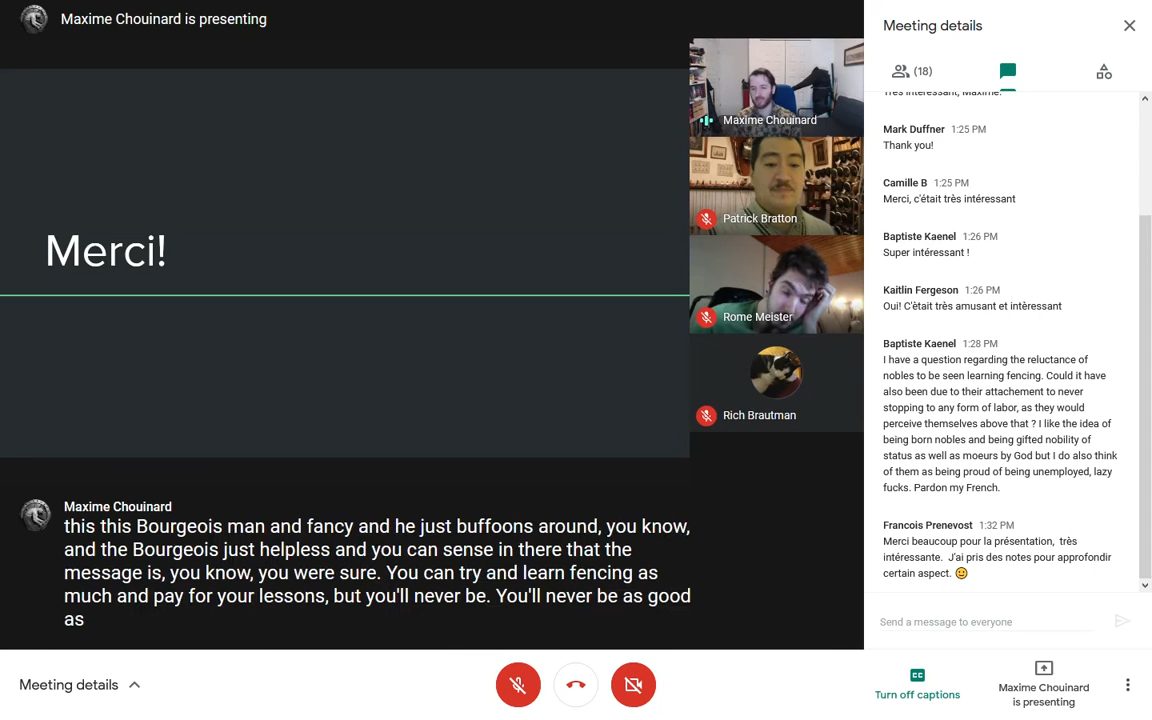 Maxime Chouinard is presenting
Merci!
Maxime Chouinard
Patrick Bratton
Rome Meister
Rich Brautman
Maxime Chouinard
this this Bourgeois man and fancy and he just buffoons around, you know,
and the Bourgeois just helpless and you can sense in there that the
message is, you know, you were sure. You can try and learn fencing as
much and pay for your lessons, but you'll never be. You'll never be as good
as
Meeting details
Meeting details
(18)
Très intéressant, Maxime!
Mark Duffner 1:25 PM
Thank you!
Camille B 1:25 PM
Merci, c'était très intéressant
Baptiste Kaenel 1:26 PM
Super intéressant !
Kaitlin Fergeson 1:26 PM
Oui! C'ètait très amusant et intèressant
Baptiste Kaenel 1:28 PM
I have a question regarding the reluctance of
nobles to be seen learning fencing. Could it have
also been due to their attachement to never
stopping to any form of labor, as they would
perceive themselves above that ? I like the idea of
being born nobles and being gifted nobility of
status as well as moeurs by God but I do also think
of them as being proud of being unemployed, lazy
fucks. Pardon my French.
Francois Prenevost 1:32 PM
Merci beaucoup pour la présentation, très
intéressante. J'ai pris des notes pour approfondir
certain aspect. 🙂
Send a message to everyone
CC
Turn off captions
Maxime Chouinard
is presenting